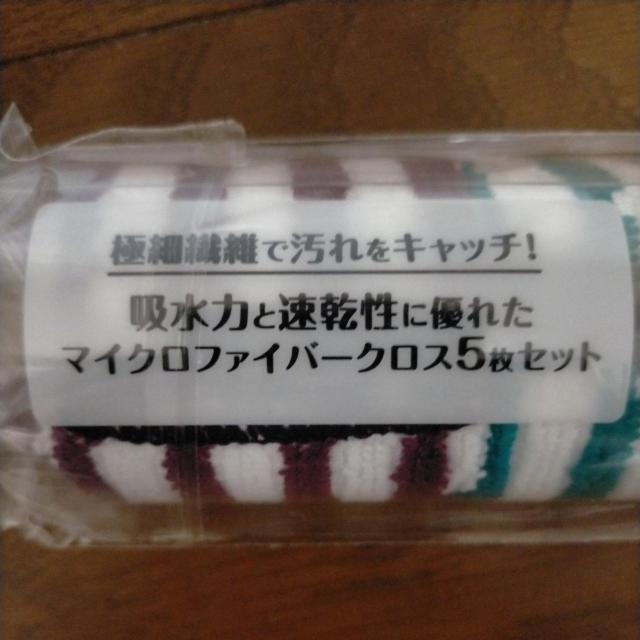 極細繊維で汚れをキャッチ!
吸水力と速乾性に優れた
マイクロファイバークロス5枚セット